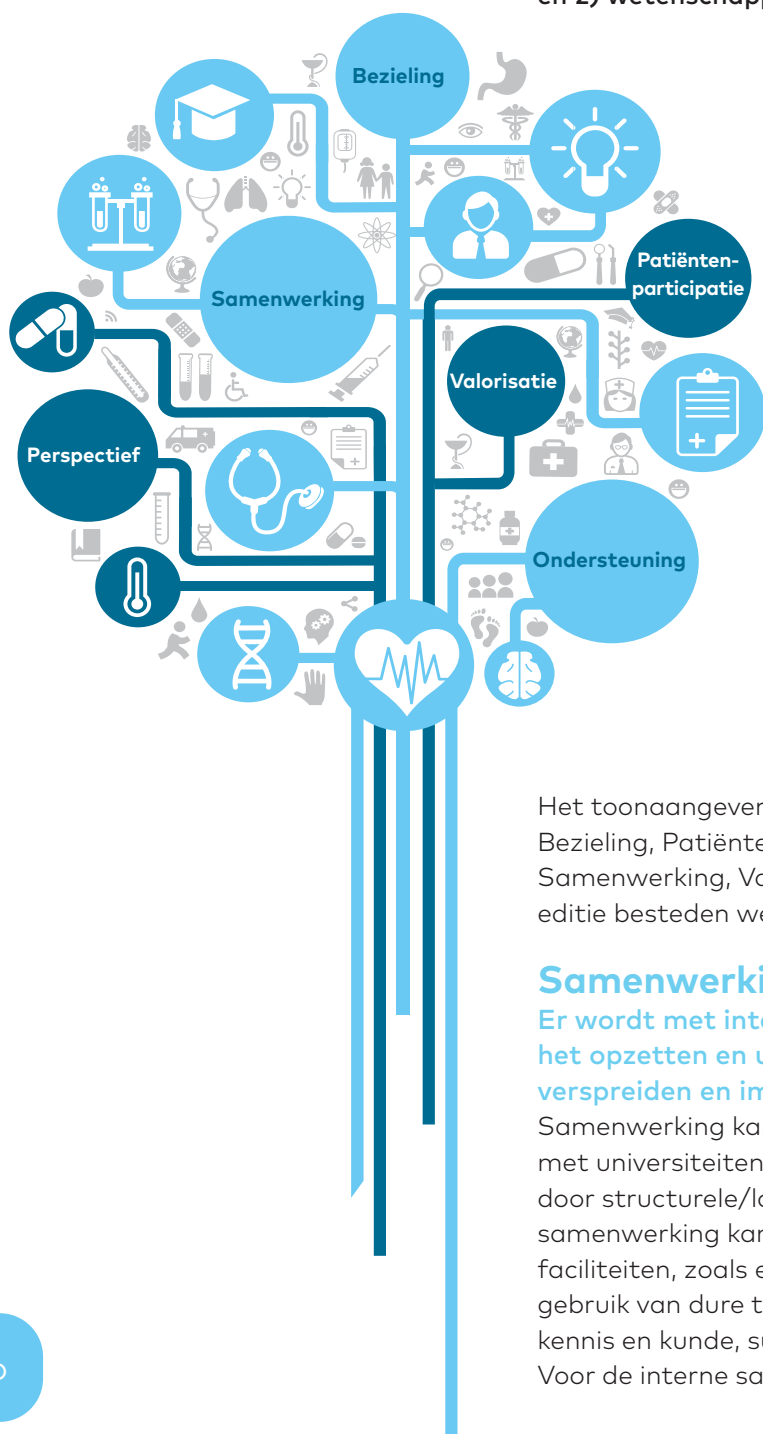 en 2) wetenschapp
Bezieling
Patiënten-
participatie
Samenwerking
Valorisatie
Perspectief
Ondersteuning
Het toonaangever
Bezieling, Patiënte
Samenwerking, Va
editie besteden we
Samenwerki
Er wordt met inte
het opzetten en u
verspreiden en im
Samenwerking ka
met universiteiten
door structurele/lo
samenwerking kan
faciliteiten, zoals e
gebruik van dure t
kennis en kunde, su
Voor de interne sa